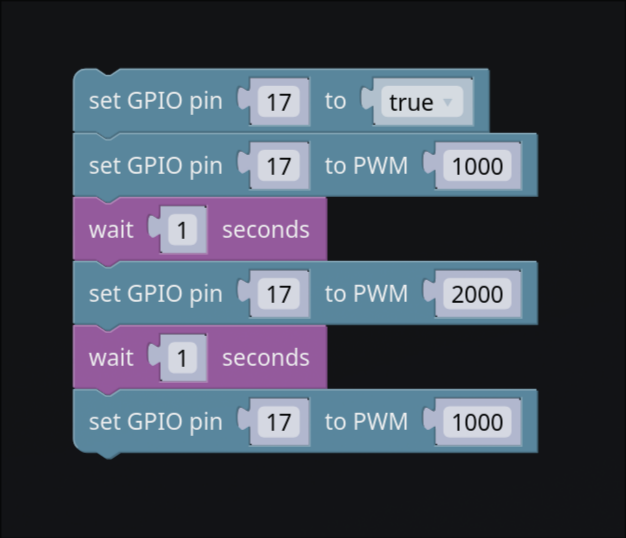 set GPIO pin 17 to true
set GPIO pin 17 to PWM 1000
wait 1 seconds
set GPIO pin 17 to PWM 2000
wait 1 seconds
set GPIO pin 17 to PWM 1000